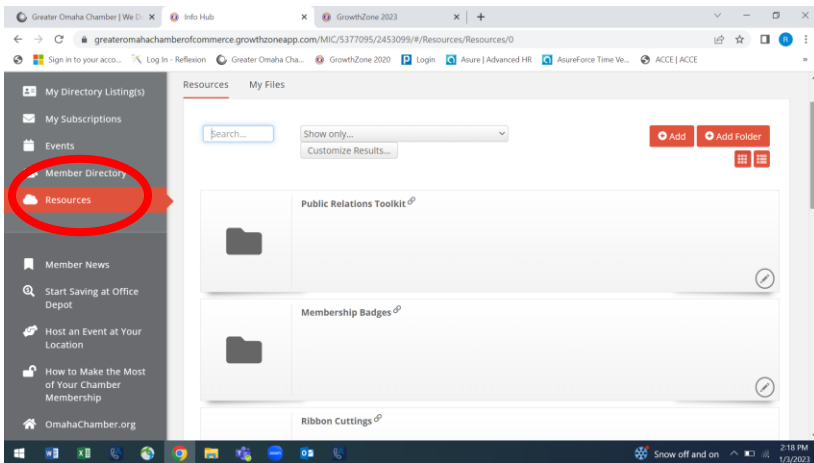 Greater Omaha Chamber | We D
Info Hub
GrowthZone 2023
greateromahachamberofcommerce.growthzoneapp.com/MIC/5377095/2453099/#/Resources/Resources/0
Sign in to your acco...
Log In - Reflexion
Greater Omaha Cha...
GrowthZone 2020
Login
Asure | Advanced HR
AsureForce Time Ve...
ACCE | ACCE
»
My Directory Listing(s)
My Subscriptions
Events
Member Directory
Resources
Member News
Start Saving at Office
Depot
Host an Event at Your
Location
How to Make the Most
of Your Chamber
Membership
OmahaChamber.org
Resources My Files
Search...
Show only...
Customize Results...
Add
Add Folder
Public Relations Toolkit
Membership Badges
Ribbon Cuttings
Snow off and on
2:18 PM
1/3/2023